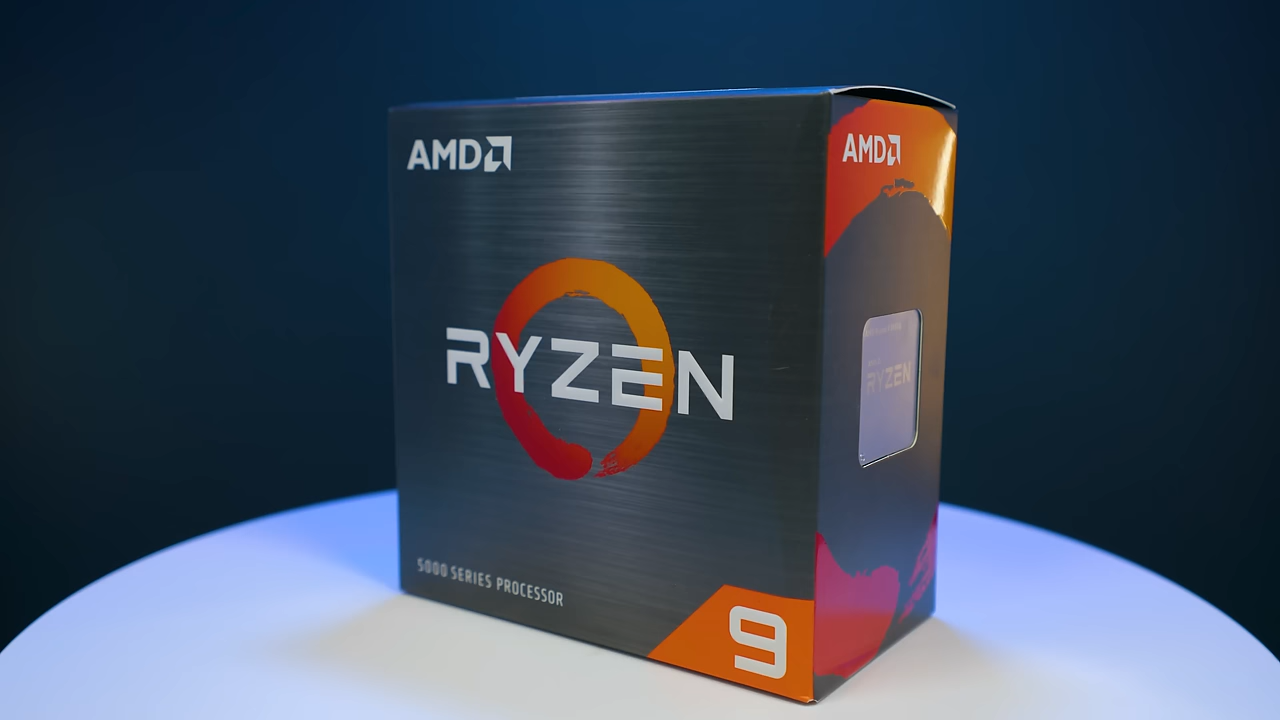 AMD
RYZEN
5000 SERIES PROCESSOR
9
AMD
RYZEN